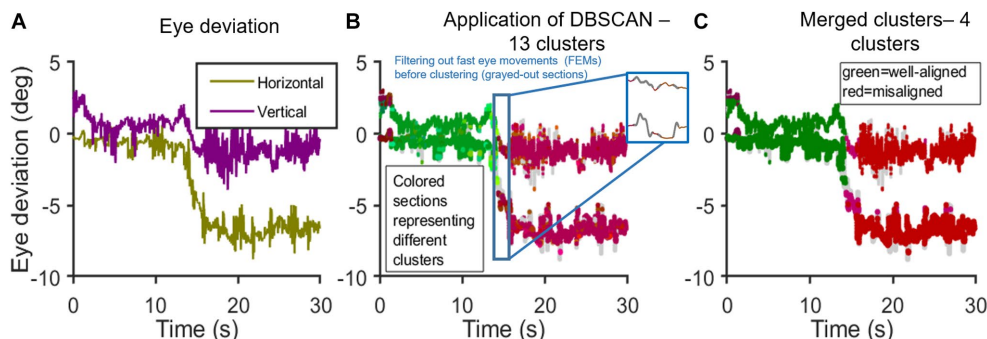 A
Eye deviation
Eye deviation (deg)
5
0
-5
-10
0
10
20
30
Time (s)
Horizontal
Vertical
B
Application of DBSCAN –
13 clusters
Filtering out fast eye movements (FEMs)
before clustering (grayed-out sections)
5
0
-5
-10
Colored
sections
representing
different
clusters
0
10
20
30
Time (s)
C
Merged clusters– 4
clusters
green=well-aligned
red=misaligned
5
0
-5
-10
0
10
20
30
Time (s)